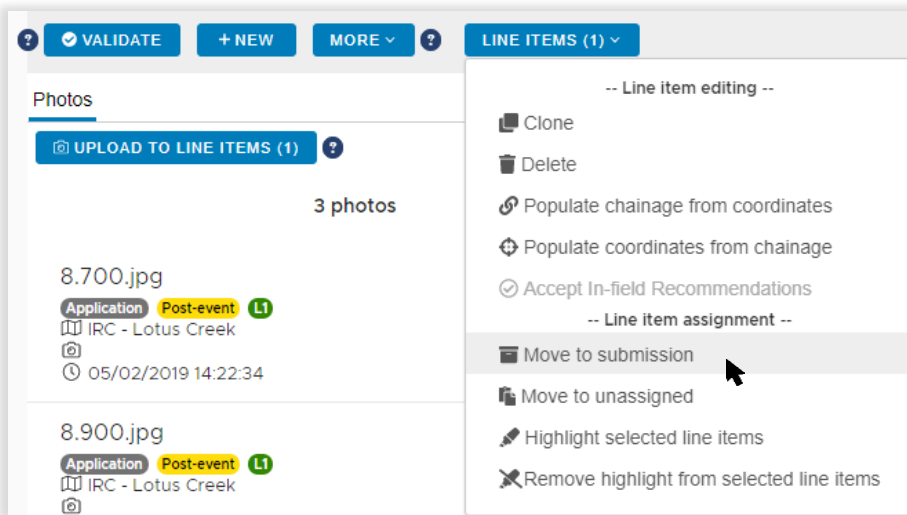 ? VALIDATE + NEW MORE ? LINE ITEMS (1)
Photos
UPLOAD TO LINE ITEMS (1) ?
3 photos
8.700.jpg
Application Post-event L1
IRC - Lotus Creek
05/02/2019 14:22:34
8.900.jpg
Application Post-event L1
IRC - Lotus Creek
-- Line item editing --
Clone
Delete
Populate chainage from coordinates
Populate coordinates from chainage
Accept In-field Recommendations
-- Line item assignment --
Move to submission
Move to unassigned
Highlight selected line items
Remove highlight from selected line items